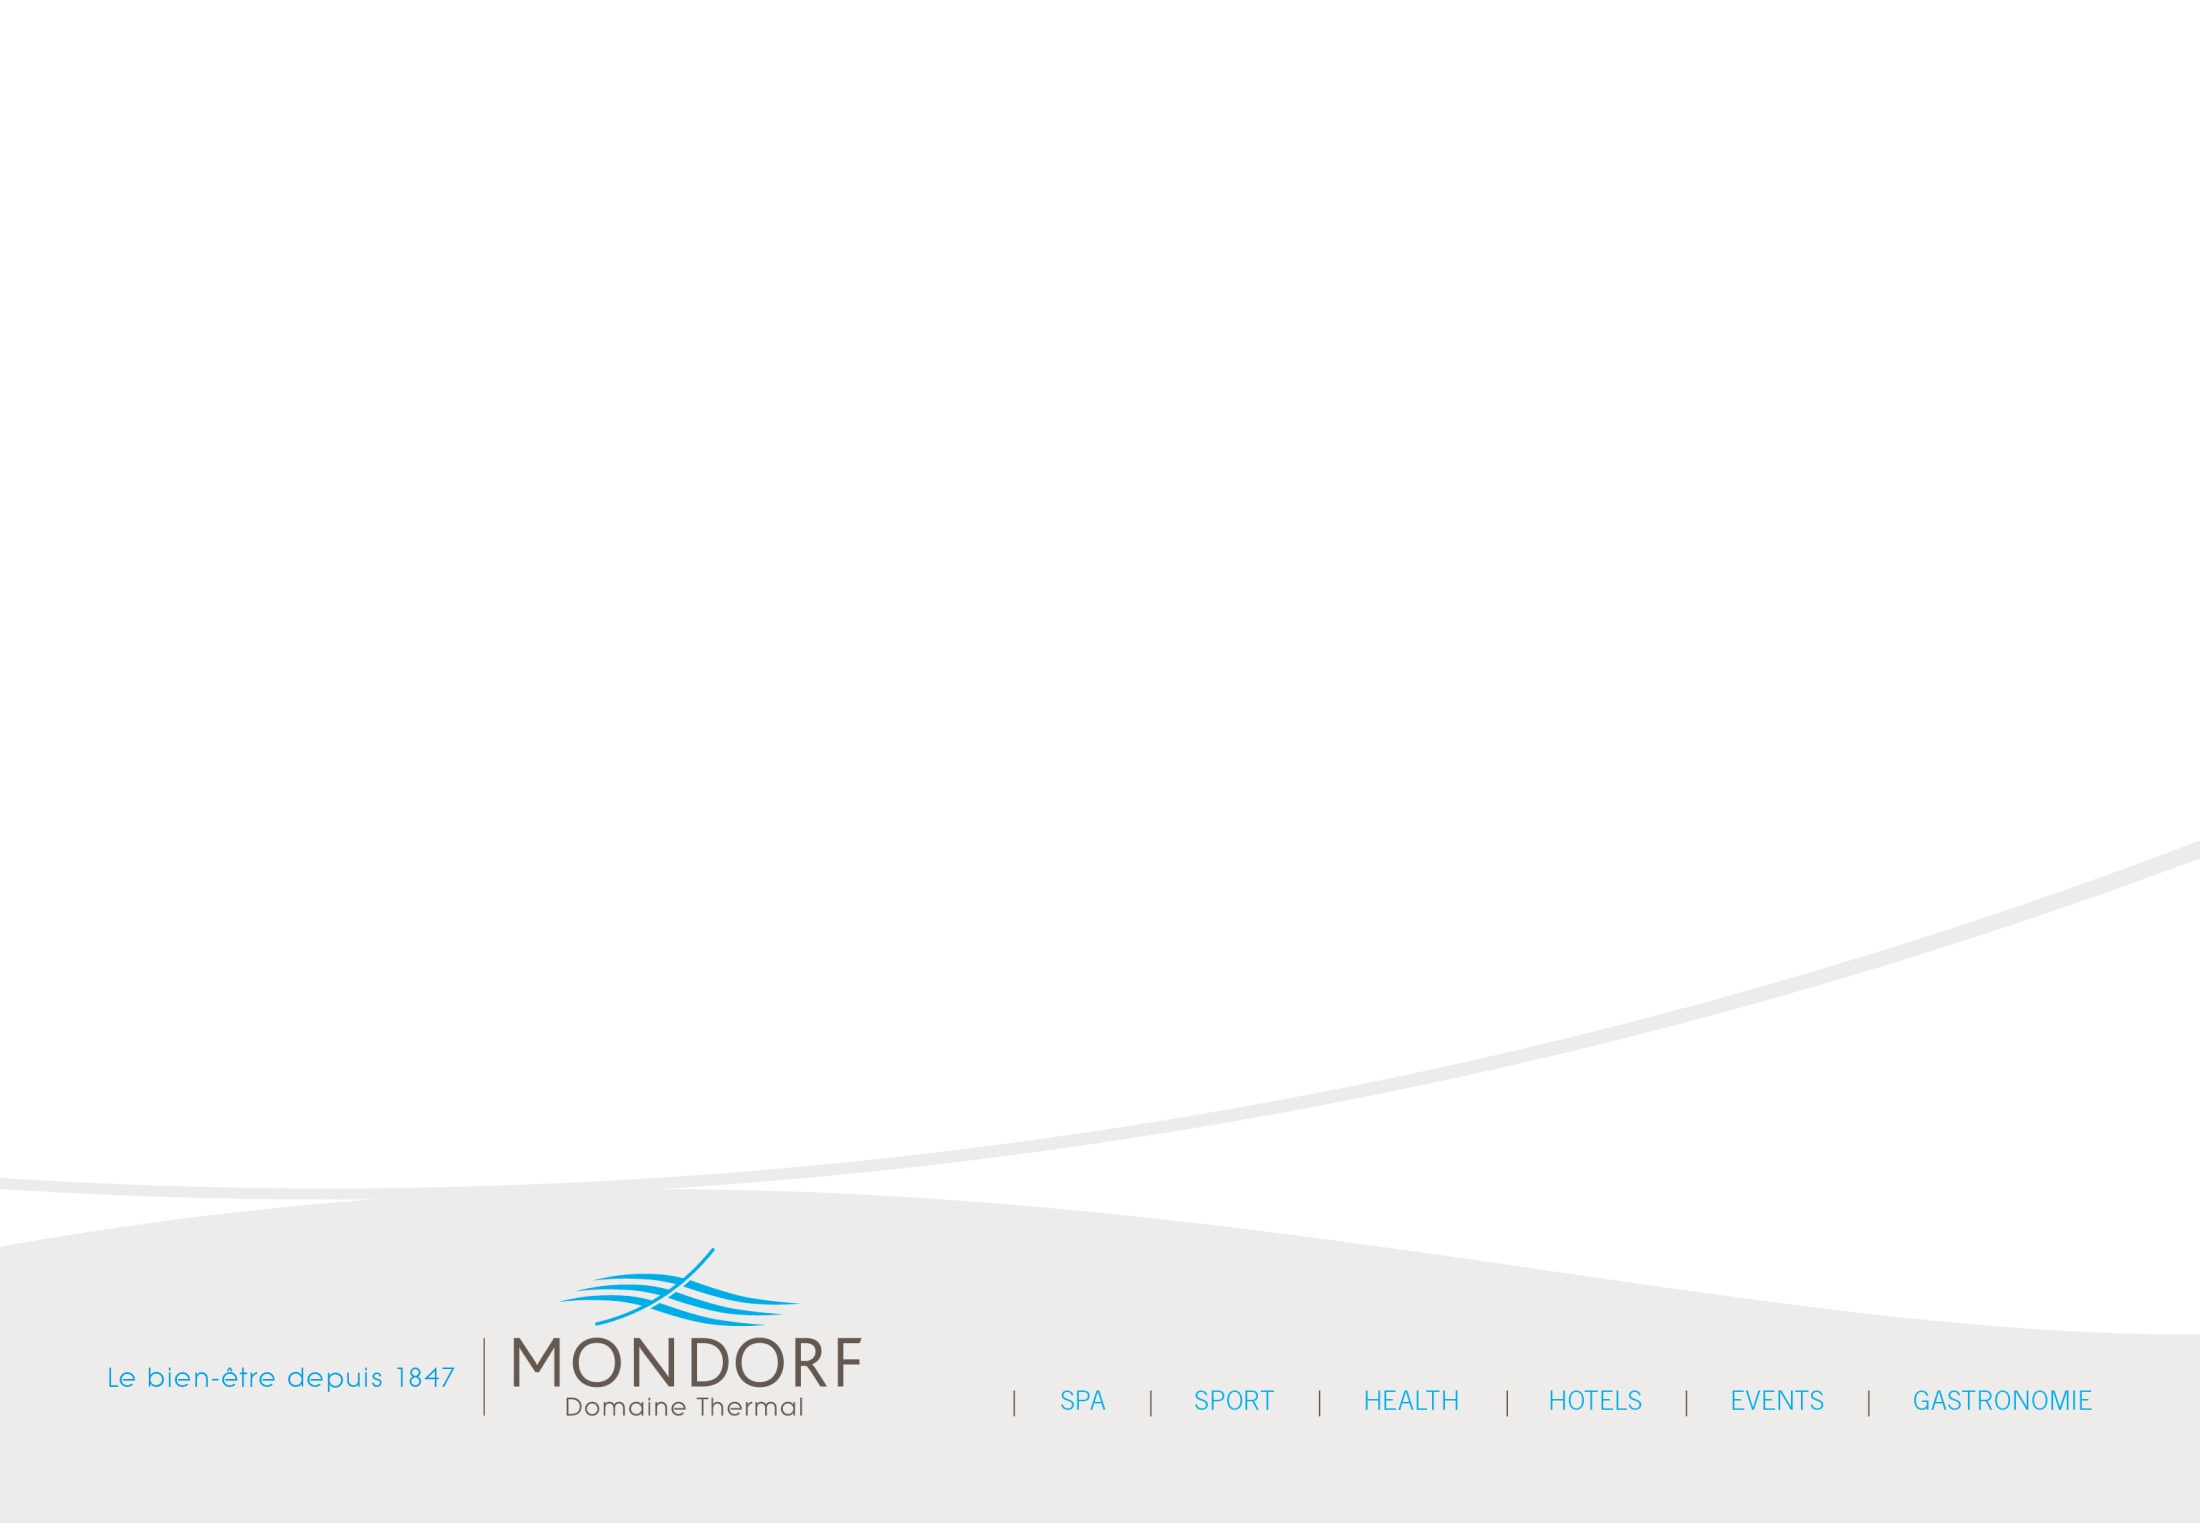 Le bien-être depuis 1847
MONDORF
Domaine Thermal
| SPA | SPORT | HEALTH | HOTELS | EVENTS | GASTRONOMIE